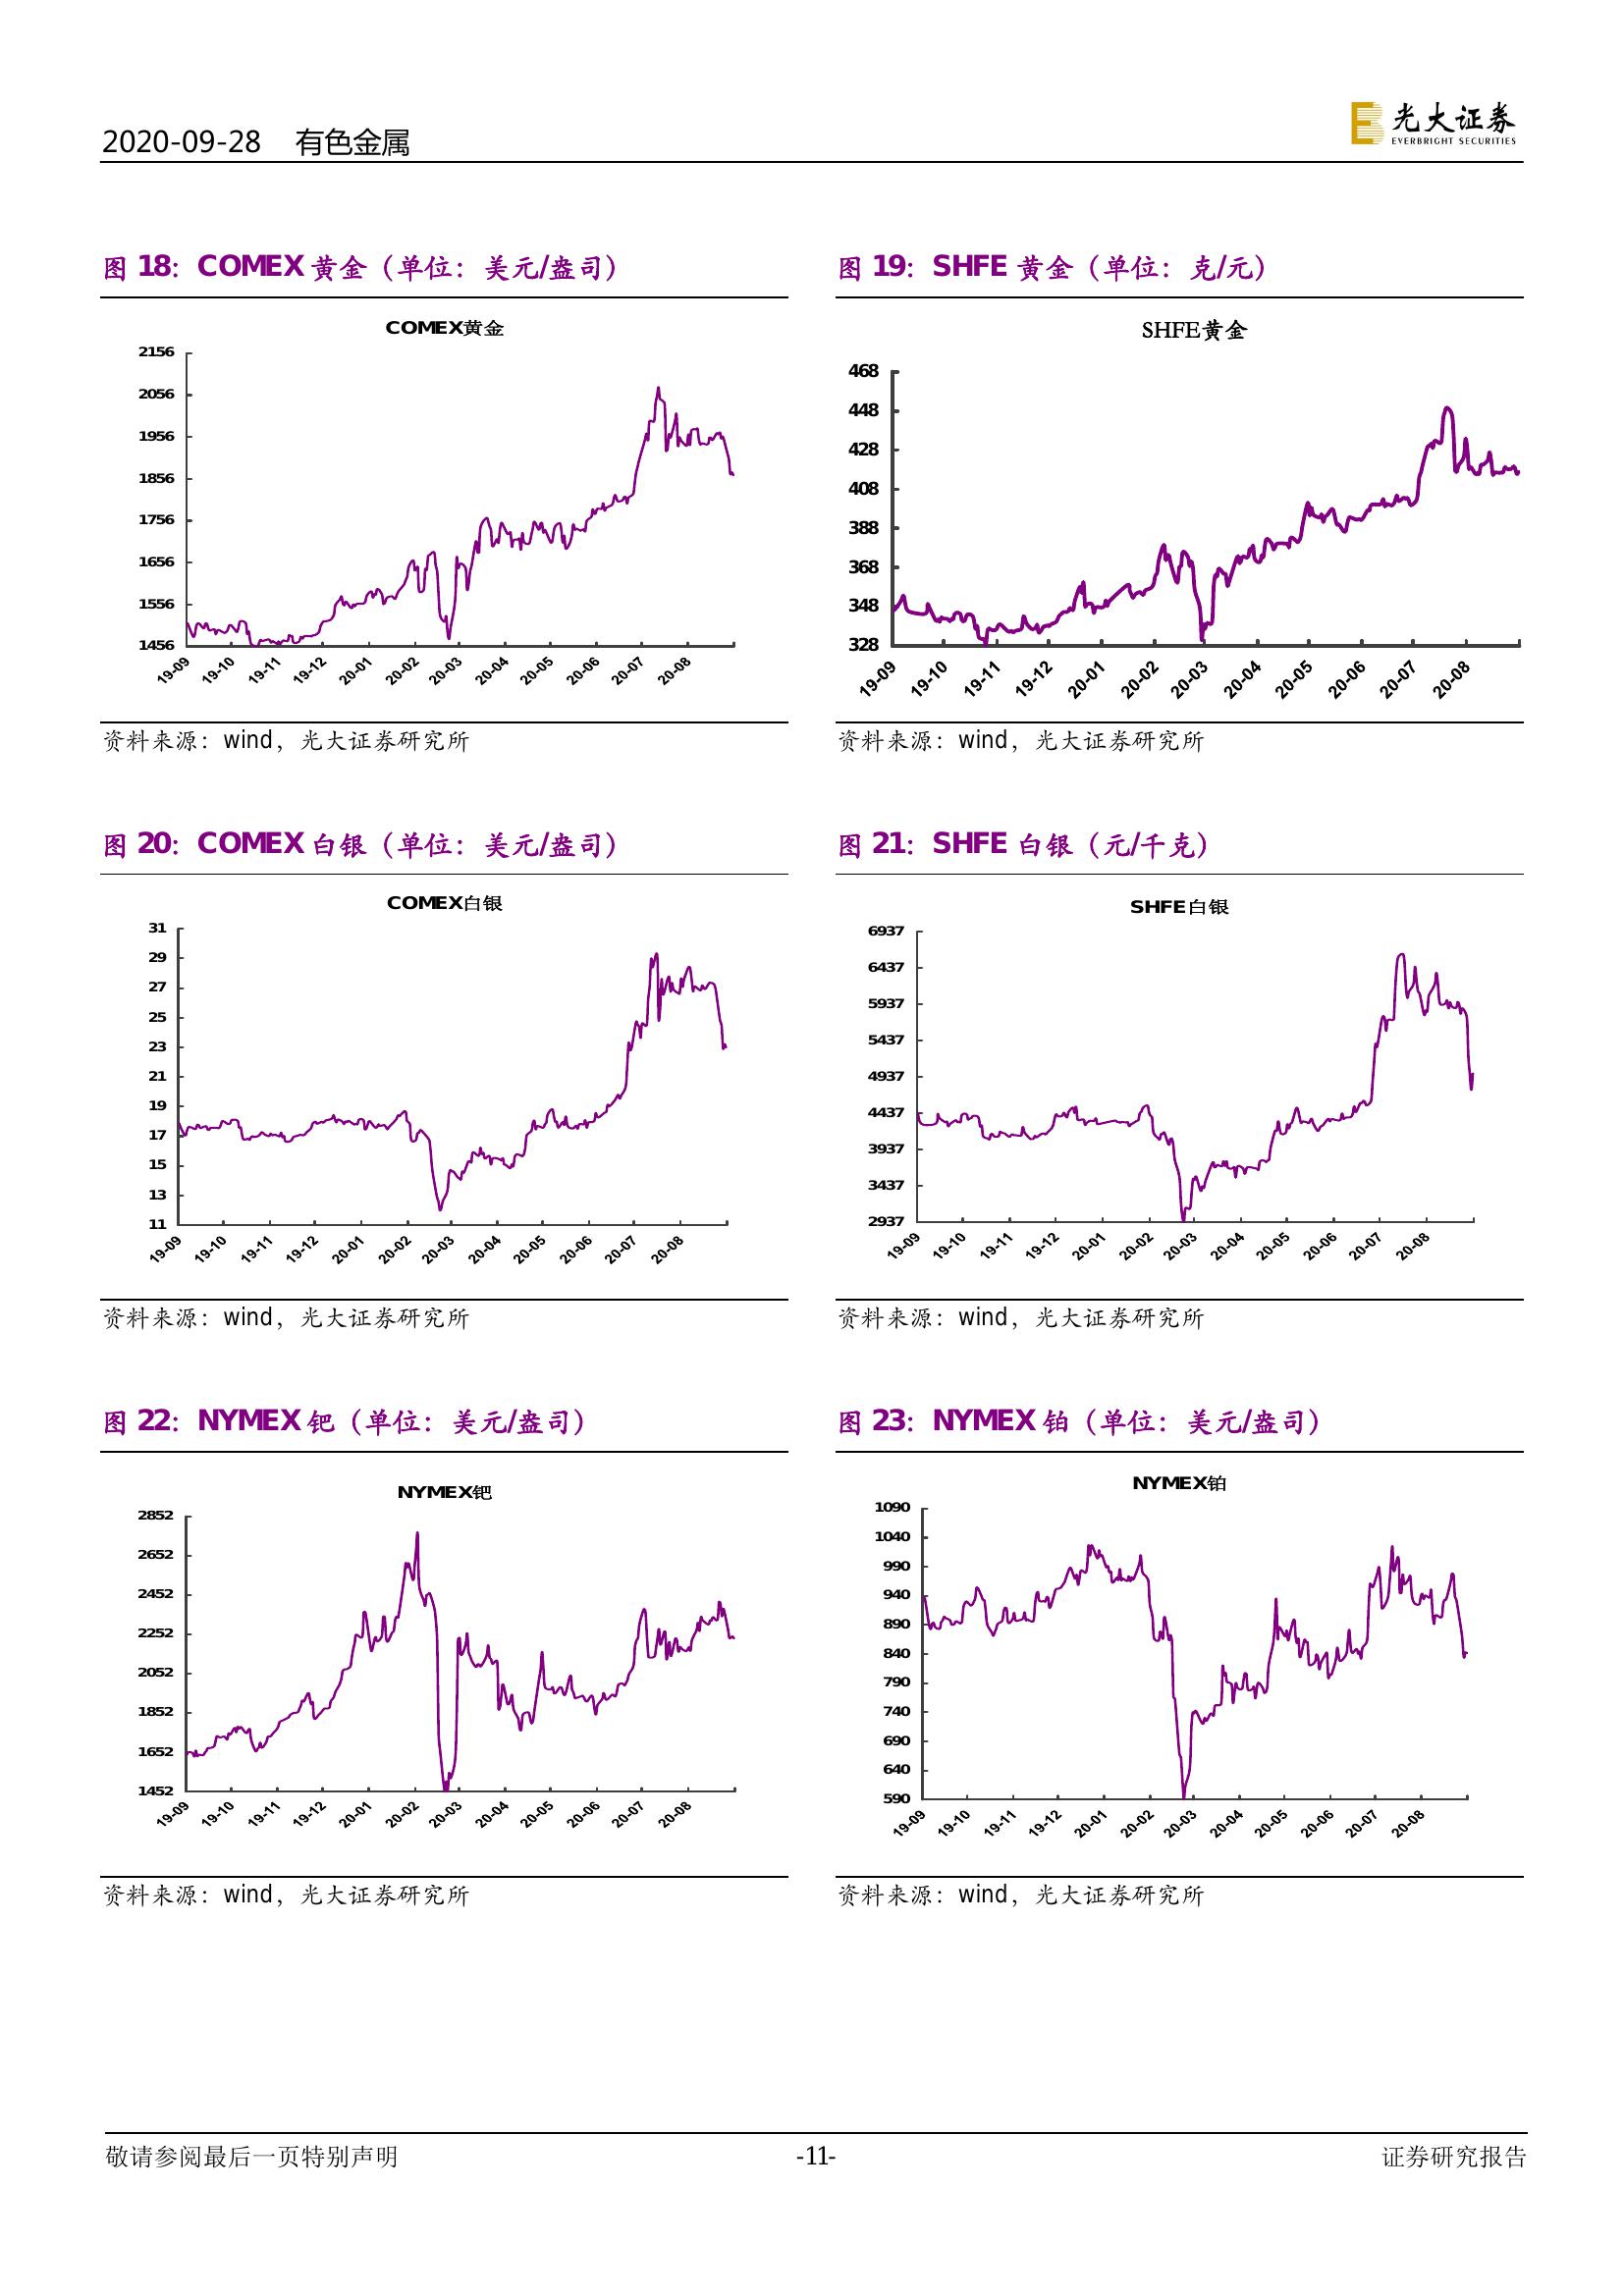 2020-09-28 有色金属
光大证券
EVERBRIGHT SECURITIES
图 18：COMEX 黄金（单位：美元/盎司）
COMEX黄金
2156
2056
1956
1856
1756
1656
1556
1456
19-09 19-10 19-11 19-12 20-01 20-02 20-03 20-04 20-05 20-06 20-07 20-08
资料来源：wind，光大证券研究所
图 19：SHFE 黄金（单位：克/元）
SHFE黄金
468
448
428
408
388
368
348
328
19-09 19-10 19-11 19-12 20-01 20-02 20-03 20-04 20-05 20-06 20-07 20-08
资料来源：wind，光大证券研究所
图 20：COMEX 白银（单位：美元/盎司）
COMEX白银
31
29
27
25
23
21
19
17
15
13
11
19-09 19-10 19-11 19-12 20-01 20-02 20-03 20-04 20-05 20-06 20-07 20-08
资料来源：wind，光大证券研究所
图 21：SHFE 白银（元/千克）
SHFE白银
6937
6437
5937
5437
4937
4437
3937
3437
2937
19-09 19-10 19-11 19-12 20-01 20-02 20-03 20-04 20-05 20-06 20-07 20-08
资料来源：wind，光大证券研究所
图 22：NYMEX 钯（单位：美元/盎司）
NYMEX钯
2852
2652
2452
2252
2052
1852
1652
1452
19-09 19-10 19-11 19-12 20-01 20-02 20-03 20-04 20-05 20-06 20-07 20-08
资料来源：wind，光大证券研究所
图 23：NYMEX 铂（单位：美元/盎司）
NYMEX铂
1090
1040
990
940
890
840
790
740
690
640
590
19-09 19-10 19-11 19-12 20-01 20-02 20-03 20-04 20-05 20-06 20-07 20-08
资料来源：wind，光大证券研究所
敬请参阅最后一页特别声明 -11- 证券研究报告